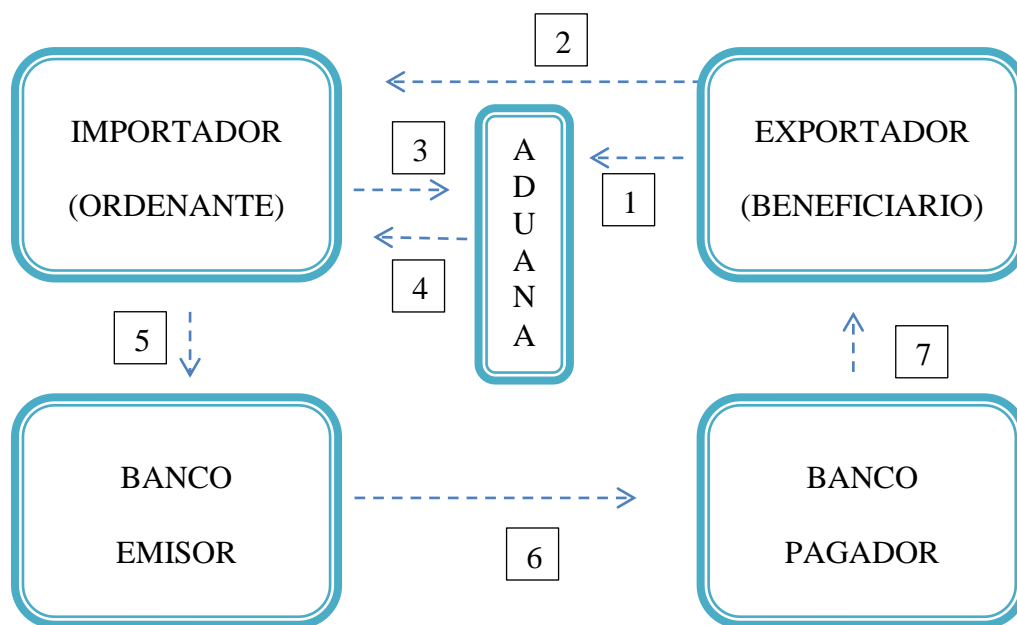 2
IMPORTADOR
(ORDENANTE)
3
A
D
U
A
N
A
1
EXPORTADOR
(BENEFICIARIO)
4
5
7
BANCO
EMISOR
6
BANCO
PAGADOR